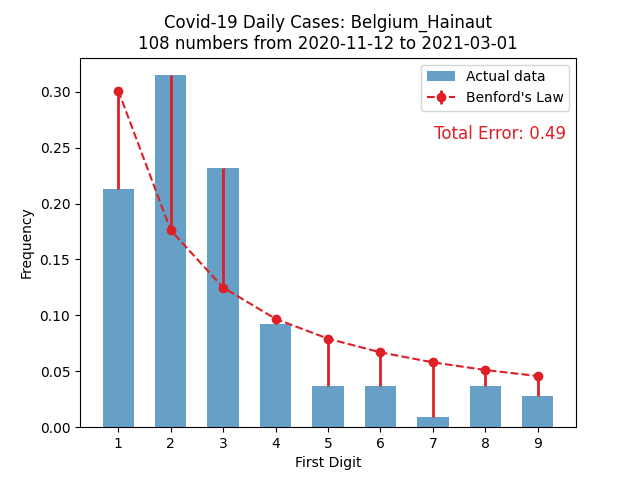 Covid-19 Daily Cases: Belgium_Hainaut
108 numbers from 2020-11-12 to 2021-03-01
Actual data
Benford's Law
Total Error: 0.49
Frequency
0.30
0.25
0.20
0.15
0.10
0.05
0.00
1 2 3 4 5 6 7 8 9
First Digit